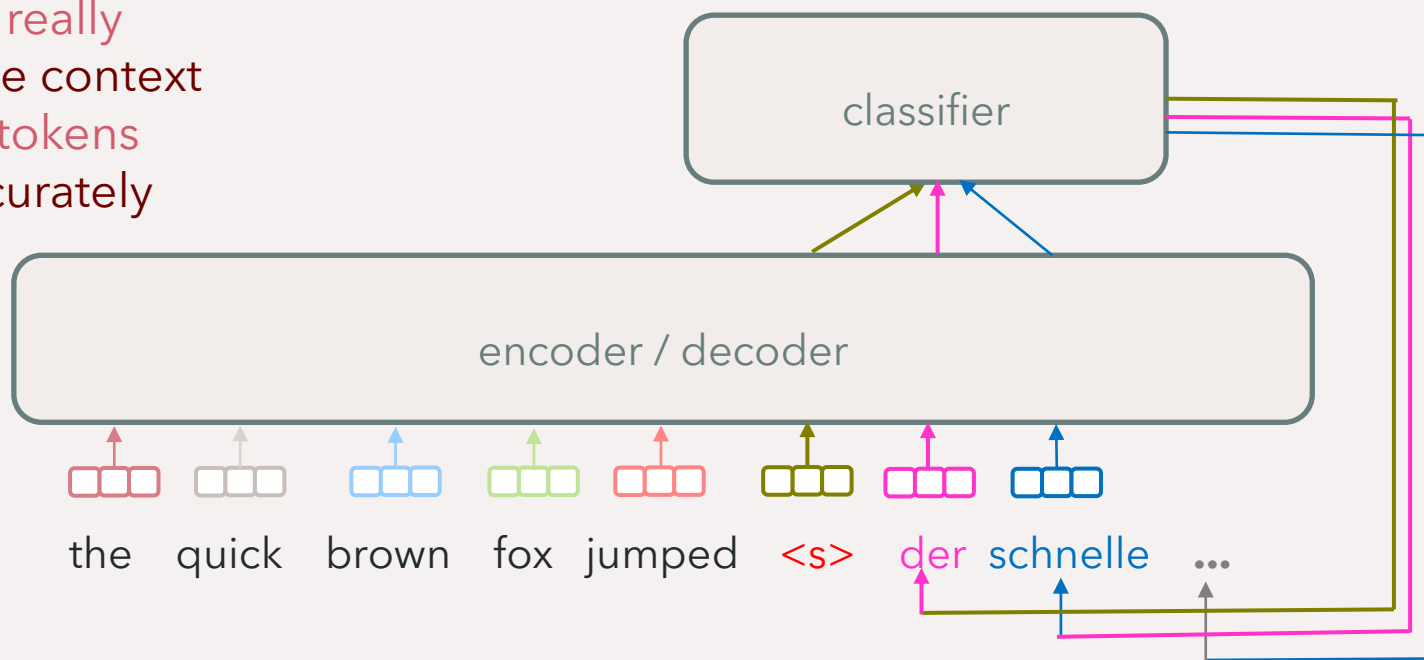 really
e context
tokens
curately
classifier
encoder / decoder
the quick brown fox jumped <s> der schnelle ...